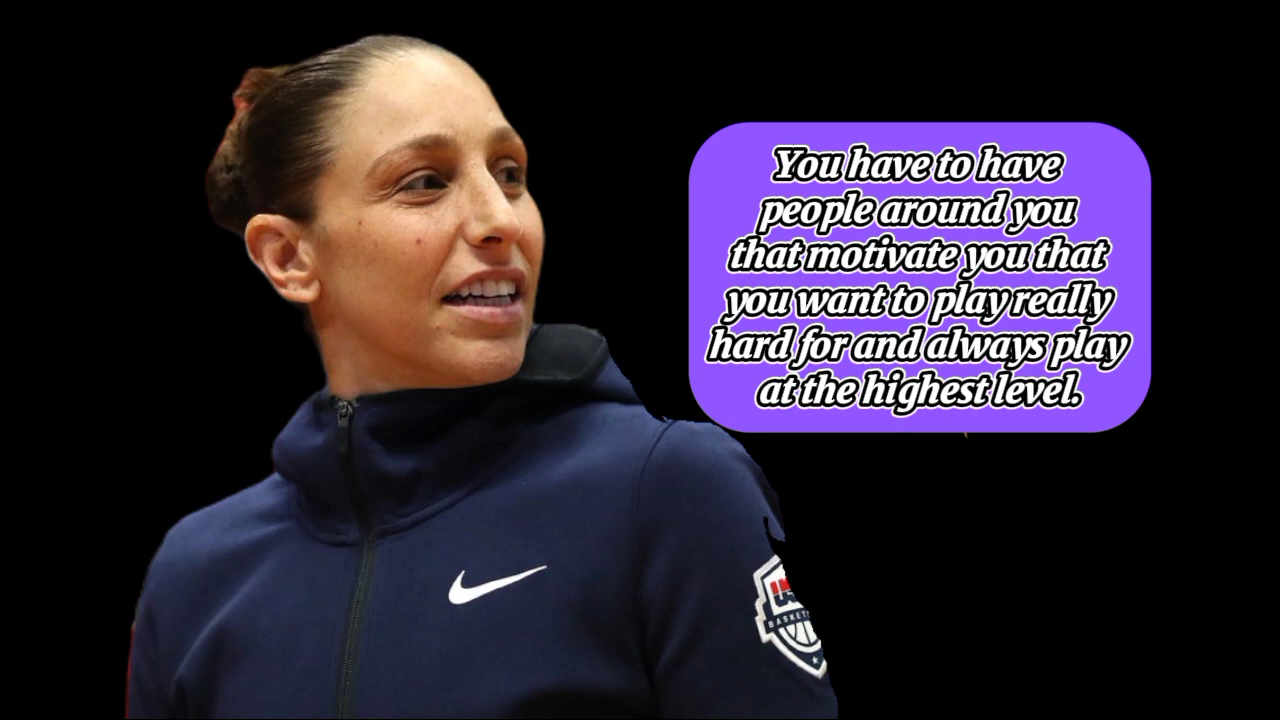 You have to have
people around you
that motivate you that
you want to play really
hard for and always play
at the highest level.
BASKET